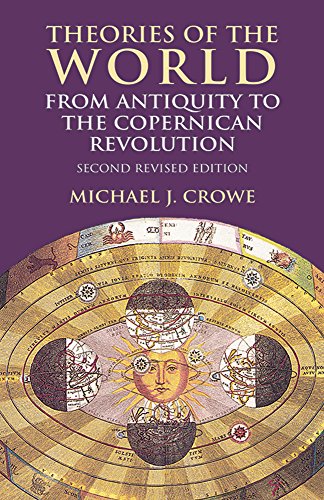 THEORIES OF THE
WORLD
FROM ANTIQUITY TO
THE COPERNICAN
REVOLUTION
SECOND REVISED EDITION
MICHAEL J. CROWE